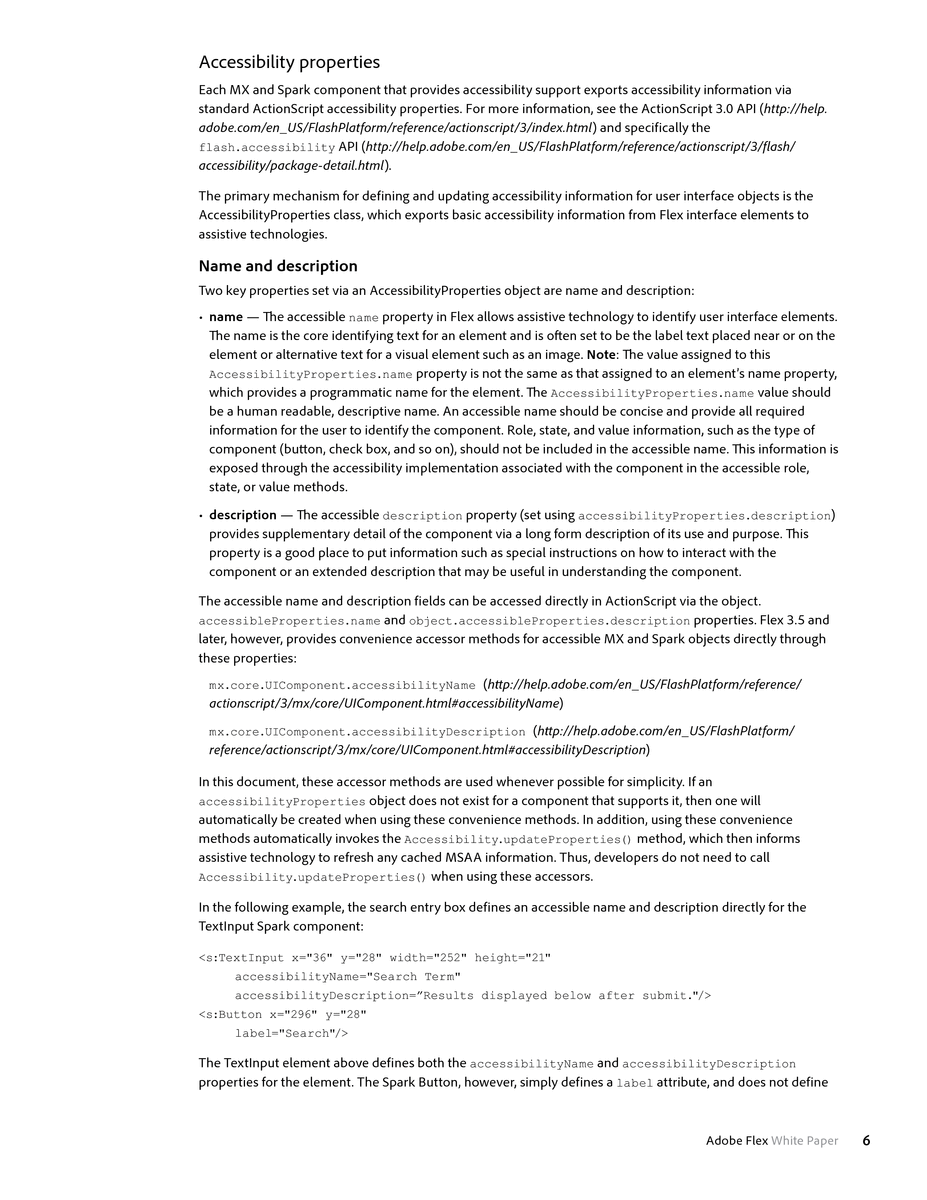 Accessibility properties
Each MX and Spark component that provides accessibility support exports accessibility information via
standard ActionScript accessibility properties. For more information, see the ActionScript 3.0 API (http://help.
adobe.com/en_US/FlashPlatform/reference/actionscript/3/index.html) and specifically the
flash.accessibility API (http://help.adobe.com/en_US/FlashPlatform/reference/actionscript/3/flash/
accessibility/package-detail.html).
The primary mechanism for defining and updating accessibility information for user interface objects is the
AccessibilityProperties class, which exports basic accessibility information from Flex interface elements to
assistive technologies.
Name and description
Two key properties set via an AccessibilityProperties object are name and description:
• name — The accessible name property in Flex allows assistive technology to identify user interface elements.
The name is the core identifying text for an element and is often set to be the label text placed near or on the
element or alternative text for a visual element such as an image. Note: The value assigned to this
AccessibilityProperties.name property is not the same as that assigned to an element's name property,
which provides a programmatic name for the element. The AccessibilityProperties.name value should
be a human readable, descriptive name. An accessible name should be concise and provide all required
information for the user to identify the component. Role, state, and value information, such as the type of
component (button, check box, and so on), should not be included in the accessible name. This information is
exposed through the accessibility implementation associated with the component in the accessible role,
state, or value methods.
• description — The accessible description property (set using accessibilityProperties.description)
provides supplementary detail of the component via a long form description of its use and purpose. This
property is a good place to put information such as special instructions on how to interact with the
component or an extended description that may be useful in understanding the component.
The accessible name and description fields can be accessed directly in ActionScript via the object.
accessibleProperties.name and object.accessibleProperties.description properties. Flex 3.5 and
later, however, provides convenience accessor methods for accessible MX and Spark objects directly through
these properties:
mx.core.UIComponent.accessibilityName (http://help.adobe.com/en_US/FlashPlatform/reference/
actionscript/3/mx/core/UIComponent.html#accessibilityName)
mx.core.UIComponent.accessibilityDescription (http://help.adobe.com/en_US/FlashPlatform/
reference/actionscript/3/mx/core/UIComponent.html#accessibilityDescription)
In this document, these accessor methods are used whenever possible for simplicity. If an
accessibilityProperties object does not exist for a component that supports it, then one will
automatically be created when using these convenience methods. In addition, using these convenience
methods automatically invokes the Accessibility.updateProperties() method, which then informs
assistive technology to refresh any cached MSAA information. Thus, developers do not need to call
Accessibility.updateProperties() when using these accessors.
In the following example, the search entry box defines an accessible name and description directly for the
TextInput Spark component:
<s:TextInput x="36" y="28" width="252" height="21"
accessibilityName="Search Term"
accessibilityDescription=”Results displayed below after submit."/>
<s:Button x="296" y="28"
label="Search"/>
The TextInput element above defines both the accessibilityName and accessibilityDescription
properties for the element. The Spark Button, however, simply defines a label attribute, and does not define
Adobe Flex White Paper 6